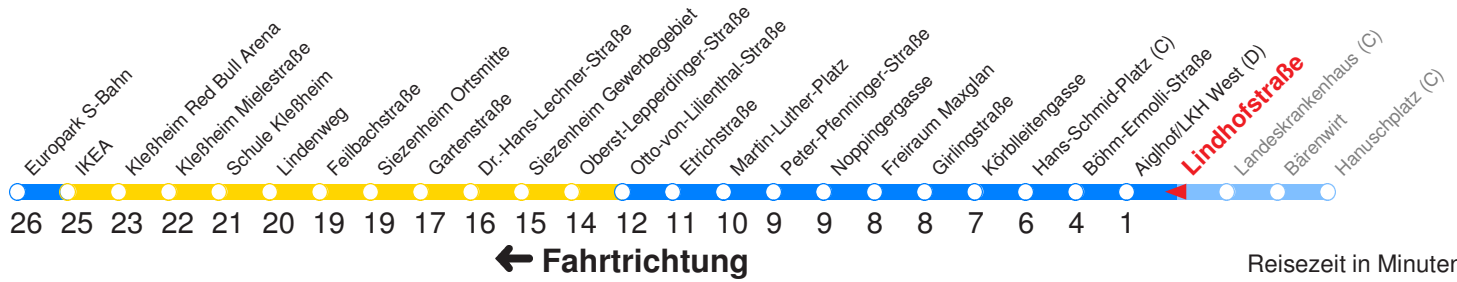 Europark S-Bahn
IKEA
Kleßheim Red Bull Arena
Kleßheim Mielestraße
Schule Kleßheim
Lindenweg
Feilbachstraße
Siezenheim Ortsmitte
Gartenstraße
Dr.-Hans-Lechner-Straße
Siezenheim Gewerbegebiet
Oberst-Lepperdinger-Straße
Otto-von-Lilienthal-Straße
Etrichstraße
Martin-Luther-Platz
Peter-Pfenninger-Straße
Noppingergasse
Freiraum Maxglan
Girlingstraße
Körbleitengasse
Hans-Schmid-Platz (C)
Böhm-Ermolli-Straße
Aiglhof/LKH West (D)
Lindhofstraße
Landeskrankenhaus (C)
Bärenwirt
Hanuschplatz (C)
26 25 23 22 21 20 19 19 17 16 15 14 12 11 10 9 9 8 8 7 6 4 1
← Fahrtrichtung
Reisezeit in Minuten